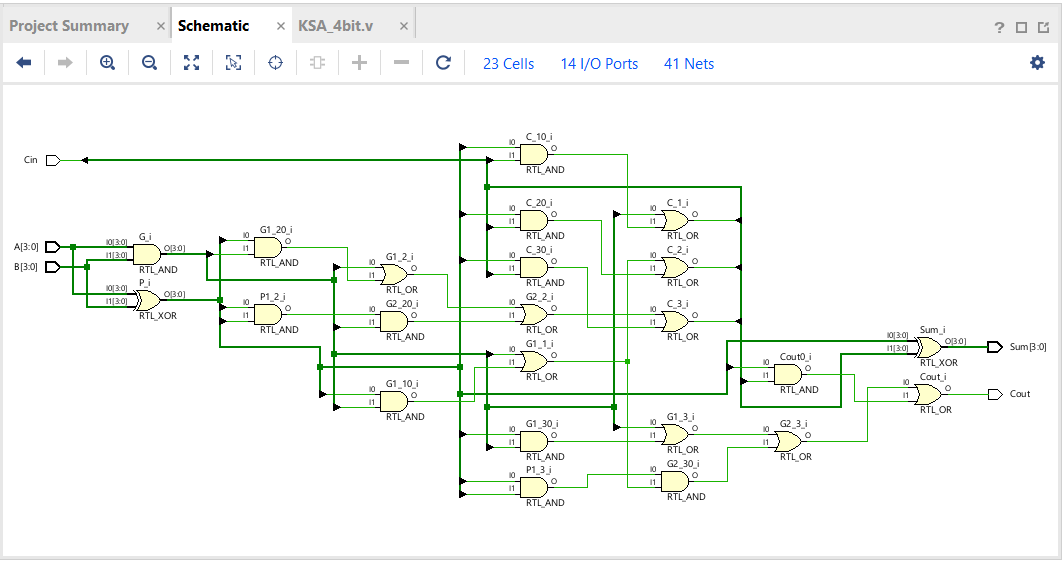 Project Summary × Schematic × KSA_4bit.v × ?
23 Cells 14 I/O Ports 41 Nets
Cin
A[3:0]
B[3:0]
I0[3:0]
I1[3:0]
G_i
O[3:0]
RTL_AND
I0[3:0]
I1[3:0]
P_i
O[3:0]
RTL_XOR
I0
I1
G1_20_i
O
RTL_AND
I0
I1
P1_2_i
O
RTL_AND
I0
I1
G1_2_i
O
RTL_OR
I0
I1
G2_20_i
O
RTL_AND
I0
I1
G1_10_i
O
RTL_AND
I0
I1
C_10_i
O
RTL_AND
I0
I1
C_20_i
O
RTL_AND
I0
I1
C_30_i
O
RTL_AND
I0
I1
G2_2_i
O
RTL_OR
I0
I1
G1_1_i
O
RTL_OR
I0
I1
G1_30_i
O
RTL_AND
I0
I1
P1_3_i
O
RTL_AND
I0
I1
C_1_i
O
RTL_OR
I0
I1
C_2_i
O
RTL_OR
I0
I1
C_3_i
O
RTL_OR
I0
I1
G1_3_i
O
RTL_OR
I0
I1
G2_30_i
O
RTL_AND
I0
I1
Cout0_i
O
RTL_AND
I0
I1
G2_3_i
O
RTL_OR
I0[3:0]
I1[3:0]
Sum_i
O[3:0]
RTL_XOR
I0
I1
Cout_i
O
RTL_OR
Sum[3:0]
Cout